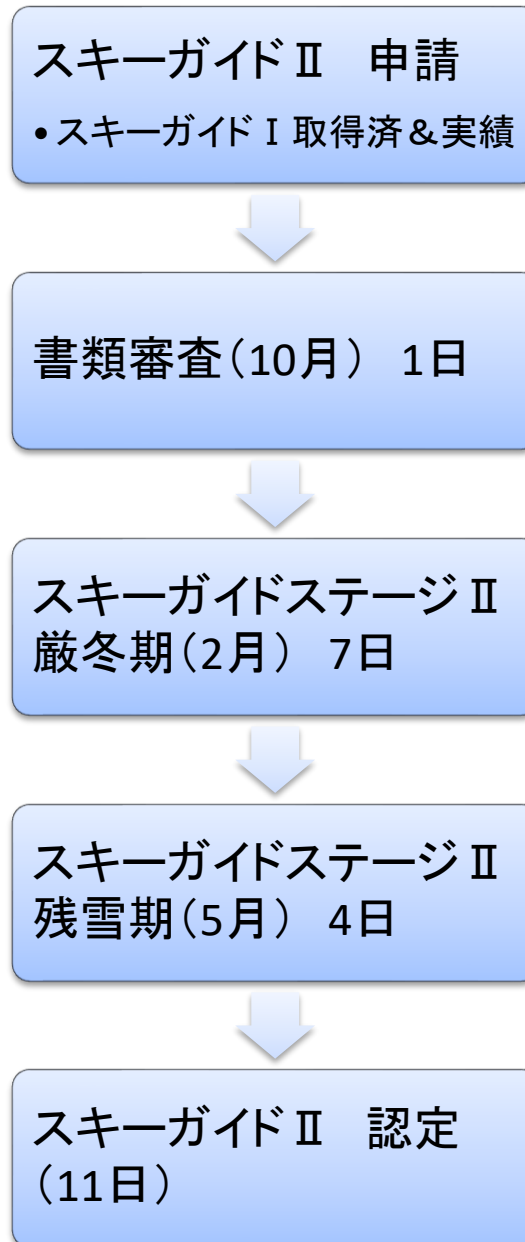 スキーガイドⅡ　申請
• スキーガイドⅠ取得済＆実績
書類審査（10月）　1日
スキーガイドステージⅡ
厳冬期（2月）　7日
スキーガイドステージⅡ
残雪期（5月）　4日
スキーガイドⅡ　認定
（11日）